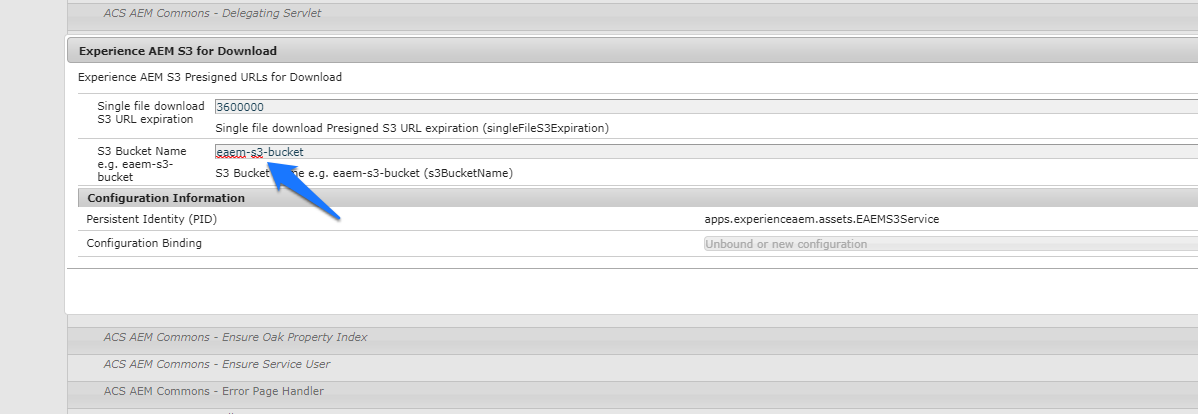 ACS AEM Commons - Delegating Servlet
Experience AEM S3 for Download
Experience AEM S3 Presigned URLs for Download
Single file download
S3 URL expiration
3600000
Single file download Presigned S3 URL expiration (singleFileS3Expiration)
S3 Bucket Name
e.g. eaem-s3-
bucket
eaem-s3-bucket
S3 Bucket Name e.g. eaem-s3-bucket (s3BucketName)
Configuration Information
Persistent Identity (PID)
apps.experienceaem.assets.EAEMS3Service
Configuration Binding
Unbound or new configuration
ACS AEM Commons - Ensure Oak Property Index
ACS AEM Commons - Ensure Service User
ACS AEM Commons - Error Page Handler